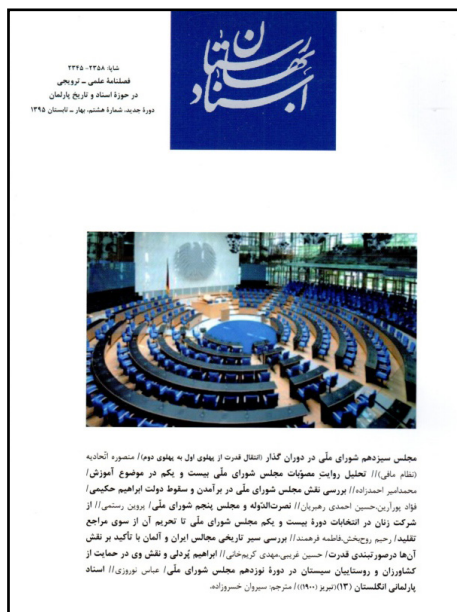 اسناد بهارستان
شاپا: ۲۳۵۸-۲۳۴۵
فصلنامهٔ علمی ـ ترویجی
در حوزهٔ اسناد و تاریخ پارلمان
دورهٔ جدید، شمارهٔ هشتم، بهار ـ تابستان ۱۳۹۵
مجلس سیزدهم شورای ملّی در دوران گذار (انتقال قدرت از پهلوی اول به پهلوی دوم)/ منصوره اتّحادیه
(نظام مافی)// تحلیل روایتِ مصوّبات مجلس شورای ملّی بیست و یکم در موضوع آموزش/
محمدامیر احمدزاده// بررسی نقش مجلس شورای ملّی در برآمدن و سقوط دولت ابراهیم حکیمی/
فؤاد پورآرین،حسین احمدی رهبریان// نصرت‌الدّوله و مجلس پنجم شورای ملّی/ پروین رستمی// از
شرکت زنان در انتخابات دورهٔ بیست و یکم مجلس شورای ملّی تا تحریم آن از سوی مراجع
تقلید/ رحیم روح‌بخش،فاطمه فرهمند// بررسی سیر تاریخی مجالس ایران و آلمان با تأکید بر نقش
آن‌ها درصورتبندی قدرت/ حسین غریبی،مهدی کریم‌خانی// ابراهیم پُردلی و نقش وی در حمایت از
کشاورزان و روستاییان سیستان در دورهٔ نوزدهم مجلس شورای ملّی/ عباس نوروزی// اسناد
پارلمانی انگلستان (۱۳)(تبریز (۱۹۰۰))/ مترجم: سیروان خسروزاده.